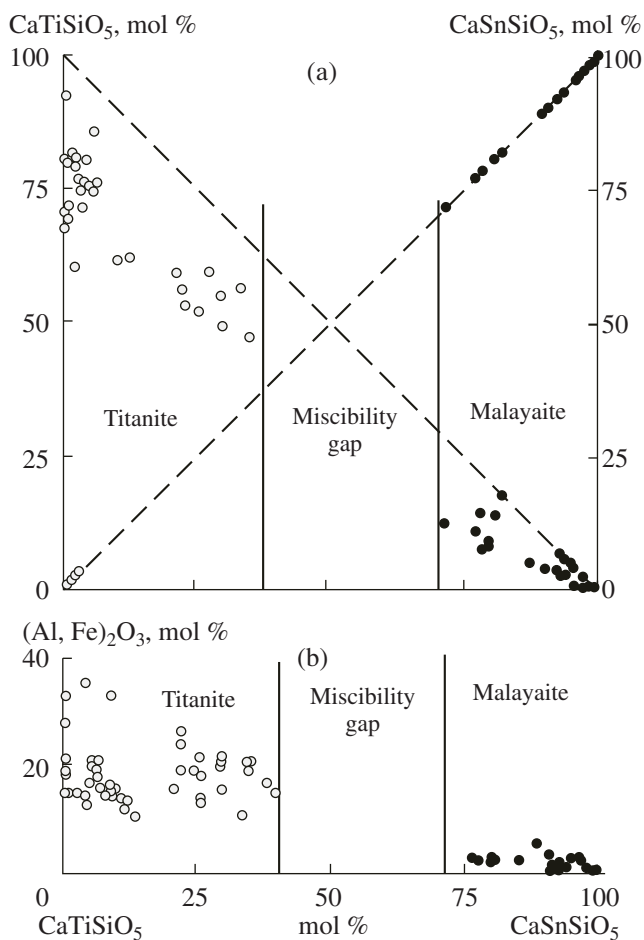 CaTiSiO₅, mol %
CaSnSiO₅, mol %
100
(a)
100
75
75
50
50
25
25
Titanite
Miscibility
gap
Malayaite
0
0
(Al, Fe)₂O₃, mol %
(b)
40
Titanite
Miscibility
gap
Malayaite
20
0
25
50
75
100
CaTiSiO₅
mol %
CaSnSiO₅